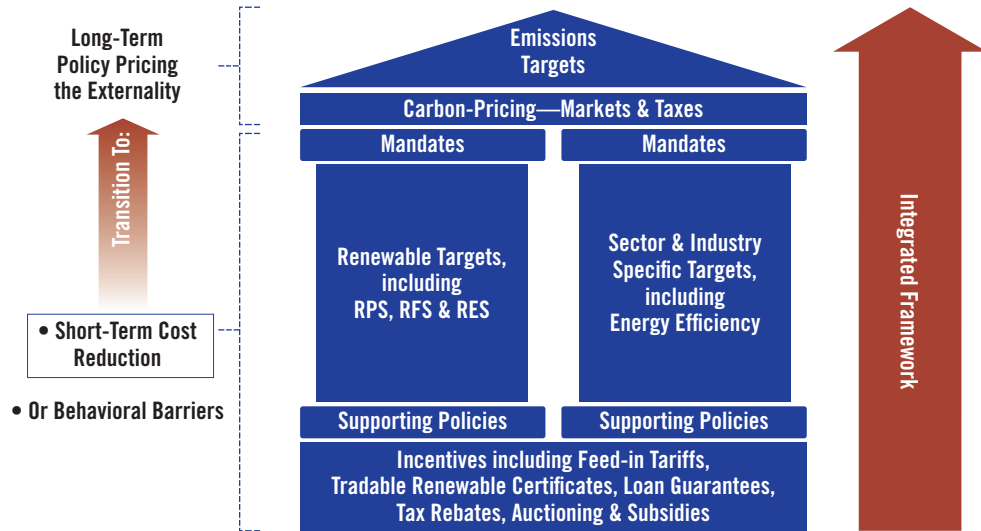 Long-Term
Policy Pricing
the Externality
Transition To:
• Short-Term Cost
Reduction
• Or Behavioral Barriers
Emissions
Targets
Carbon-Pricing—Markets & Taxes
Mandates
Mandates
Renewable Targets,
including
RPS, RFS & RES
Sector & Industry
Specific Targets,
including
Energy Efficiency
Supporting Policies
Supporting Policies
Incentives including Feed-in Tariffs,
Tradable Renewable Certificates, Loan Guarantees,
Tax Rebates, Auctioning & Subsidies
Integrated Framework